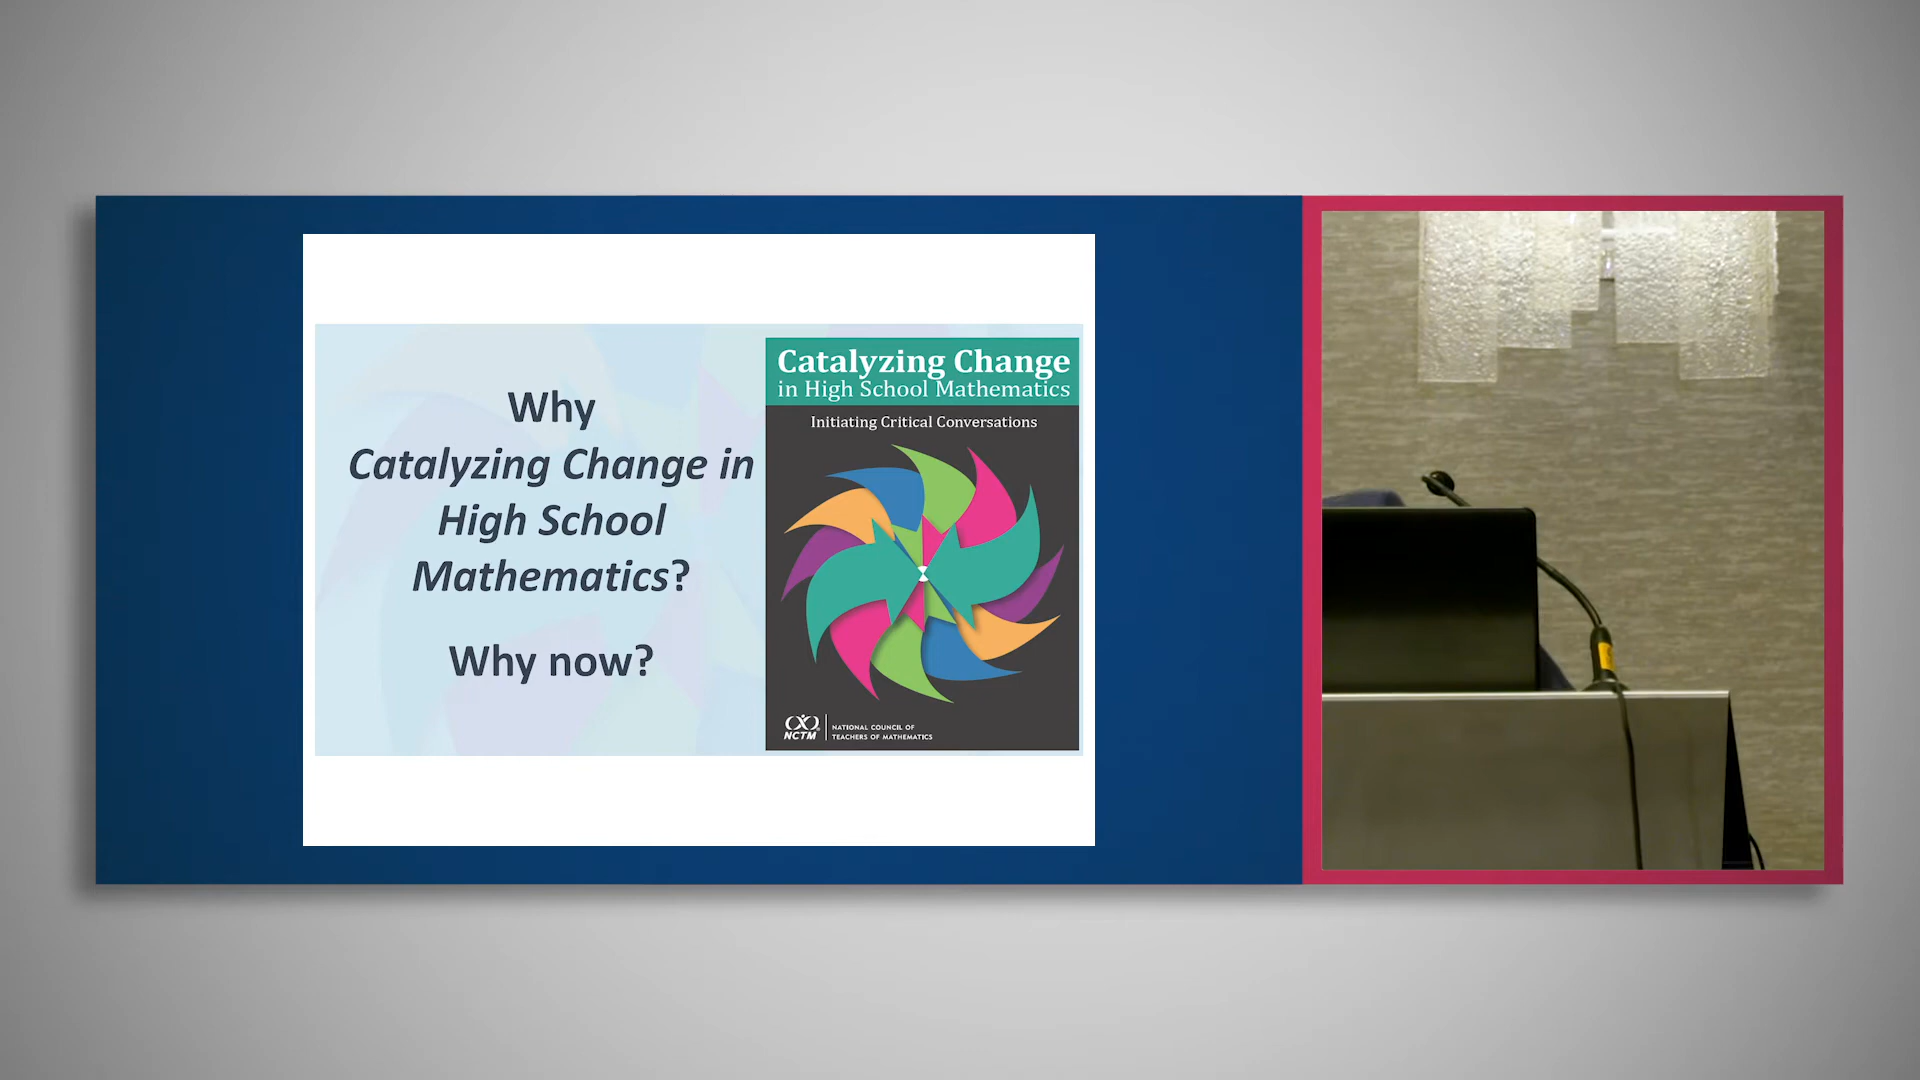 Why
Catalyzing Change in
High School
Mathematics?
Why now?
Catalyzing Change
in High School Mathematics
Initiating Critical Conversations
NCTM
NATIONAL COUNCIL OF
TEACHERS OF MATHEMATICS